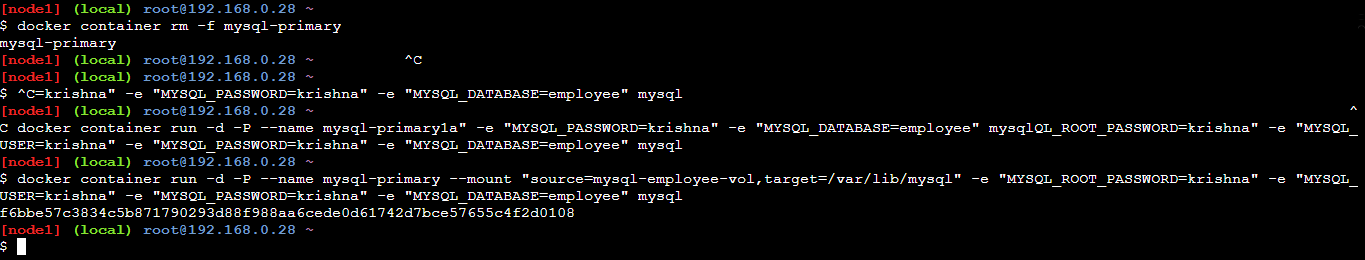 [node1] (local) root@192.168.0.28 ~
$ docker container rm -f mysql-primary
mysql-primary
[node1] (local) root@192.168.0.28 ~ ^C
[node1] (local) root@192.168.0.28 ~
$ ^C=krishna" -e "MYSQL_PASSWORD=krishna" -e "MYSQL_DATABASE=employee" mysql
[node1] (local) root@192.168.0.28 ~ ^
C docker container run -d -P --name mysql-primary1a" -e "MYSQL_PASSWORD=krishna" -e "MYSQL_DATABASE=employee" mysqlQL_ROOT_PASSWORD=krishna" -e "MYSQL_
USER=krishna" -e "MYSQL_PASSWORD=krishna" -e "MYSQL_DATABASE=employee" mysql
[node1] (local) root@192.168.0.28 ~
$ docker container run -d -P --name mysql-primary --mount "source=mysql-employee-vol,target=/var/lib/mysql" -e "MYSQL_ROOT_PASSWORD=krishna" -e "MYSQL_
USER=krishna" -e "MYSQL_PASSWORD=krishna" -e "MYSQL_DATABASE=employee" mysql
f6bbe57c3834c5b871790293d88f988aa6cede0d61742d7bce57655c4f2d0108
[node1] (local) root@192.168.0.28 ~
$